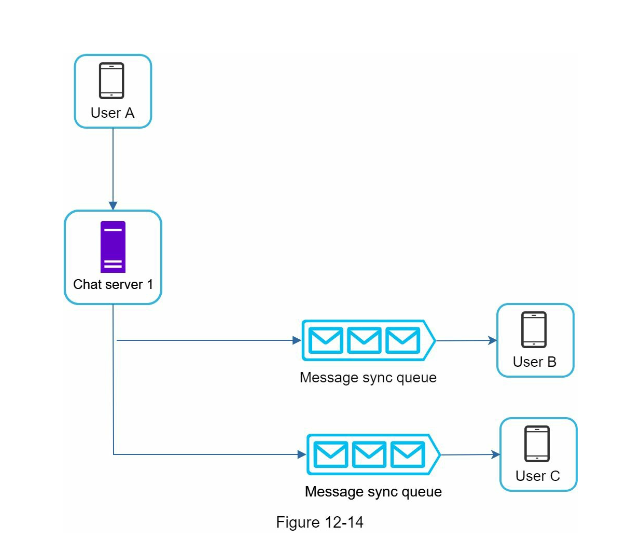 User A
Chat server 1
Message sync queue
User B
Message sync queue
User C
Figure 12-14